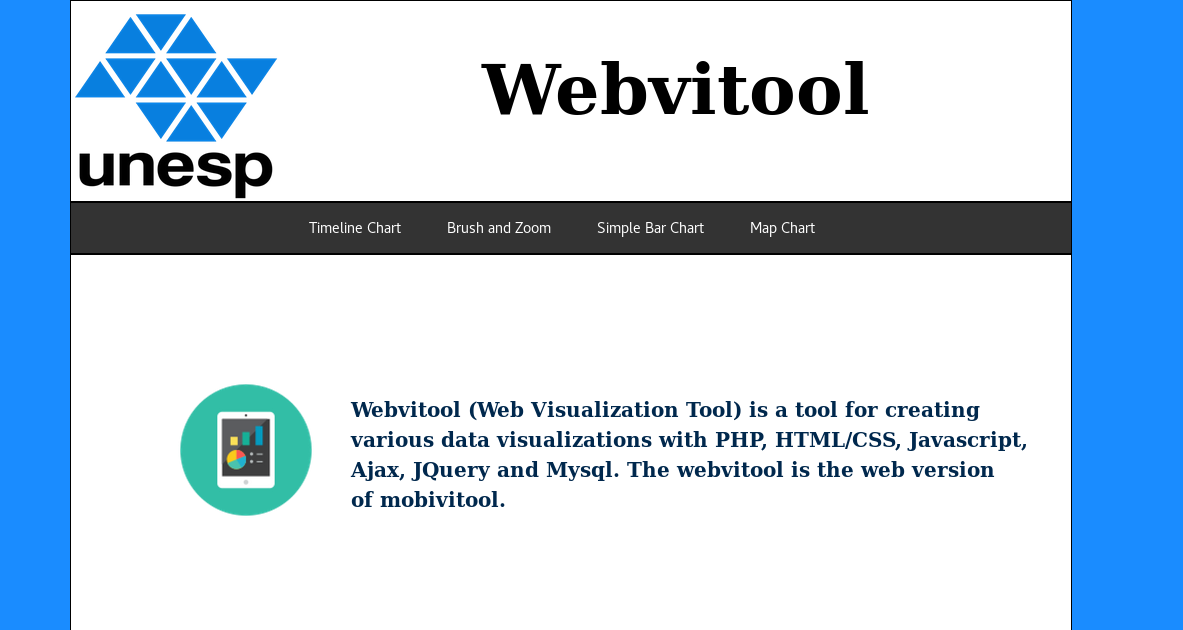 unesp
Webvitool
Timeline Chart Brush and Zoom Simple Bar Chart Map Chart
Webvitool (Web Visualization Tool) is a tool for creating
various data visualizations with PHP, HTML/CSS, Javascript,
Ajax, JQuery and Mysql. The webvitool is the web version
of mobivitool.